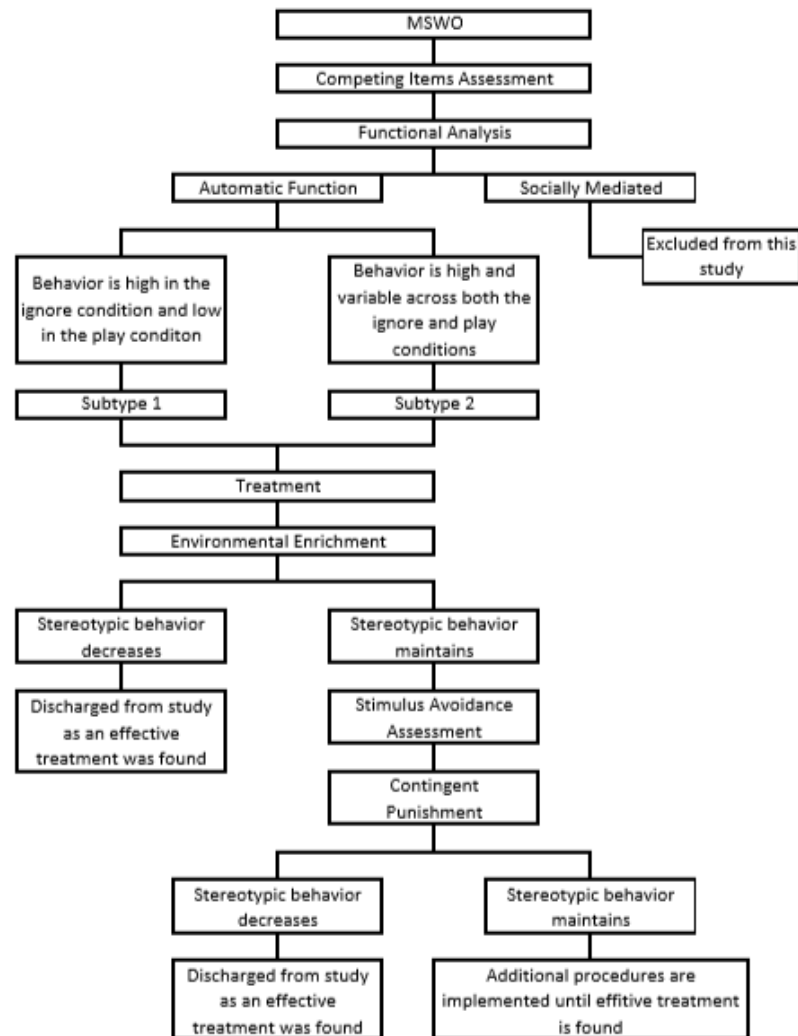 MSWO
Competing Items Assessment
Functional Analysis
Automatic Function
Socially Mediated
Excluded from this
study
Behavior is high in the
ignore condition and low
in the play conditon
Behavior is high and
variable across both the
ignore and play
conditions
Subtype 1
Subtype 2
Treatment
Environmental Enrichment
Stereotypic behavior
decreases
Stereotypic behavior
maintains
Discharged from study
as an effective
treatment was found
Stimulus Avoidance
Assessment
Contingent
Punishment
Stereotypic behavior
decreases
Stereotypic behavior
maintains
Discharged from study
as an effective
treatment was found
Additional procedures are
implemented until effitive treatment
is found